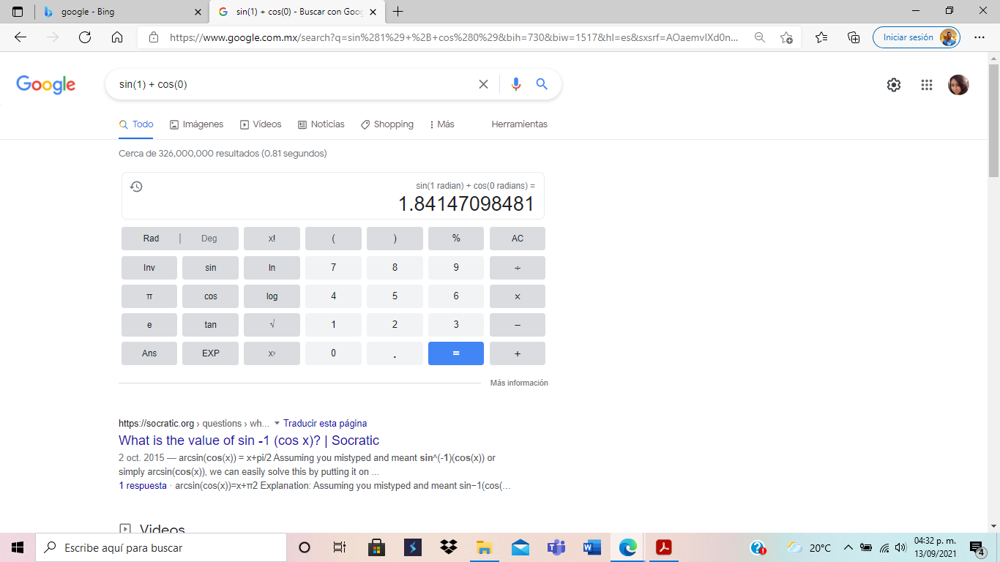 google - Bing
sin(1) + cos(0) - Buscar con Goog
https://www.google.com.mx/search?q=sin%281%29+%2B+cos%280%29&bih=730&biw=1517&hl=es&sxsrf=AOaemvIXd0n...
Iniciar sesión
Google
sin(1) + cos(0)
Todo Imágenes Vídeos Noticias Shopping Más Herramientas
Cerca de 326,000,000 resultados (0.81 segundos)
sin(1 radian) + cos(0 radians) =
1.84147098481
Rad | Deg x! ( ) % AC
Inv sin ln 7 8 9 ÷
π cos log 4 5 6 ×
e tan √ 1 2 3 −
Ans EXP xʸ 0 . = +
Más información
https://socratic.org › questions › wh... Traducir esta página
What is the value of sin -1 (cos x)? | Socratic
2 oct. 2015 — arcsin(cos(x)) = x+pi/2 Assuming you mistyped and meant sin^(-1)(cos(x)) or
simply arcsin(cos(x)), we can easily solve this by putting it on ...
1 respuesta · arcsin(cos(x))=x+π2 Explanation: Assuming you mistyped and meant sin−1(cos(...
Videos
Escribe aquí para buscar
20°C
04:32 p. m.
13/09/2021
4